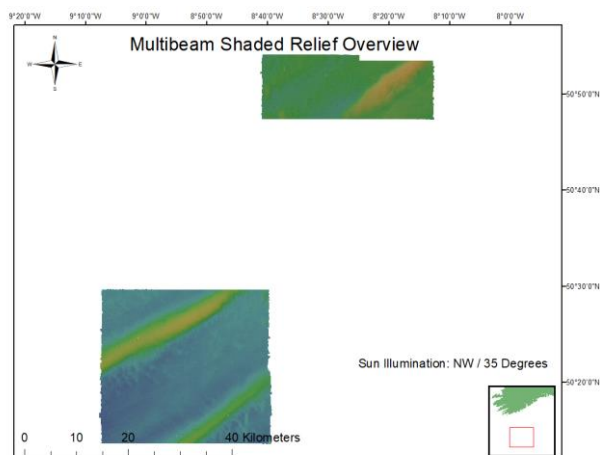 9°20'0"W 9°10'0"W 9°0'0"W 8°50'0"W 8°40'0"W 8°30'0"W 8°20'0"W 8°10'0"W 8°0'0"W
Multibeam Shaded Relief Overview
N
W E
S
50°50'0"N
50°40'0"N
50°30'0"N
Sun Illumination: NW / 35 Degrees
50°20'0"N
0 10 20 40 Kilometers